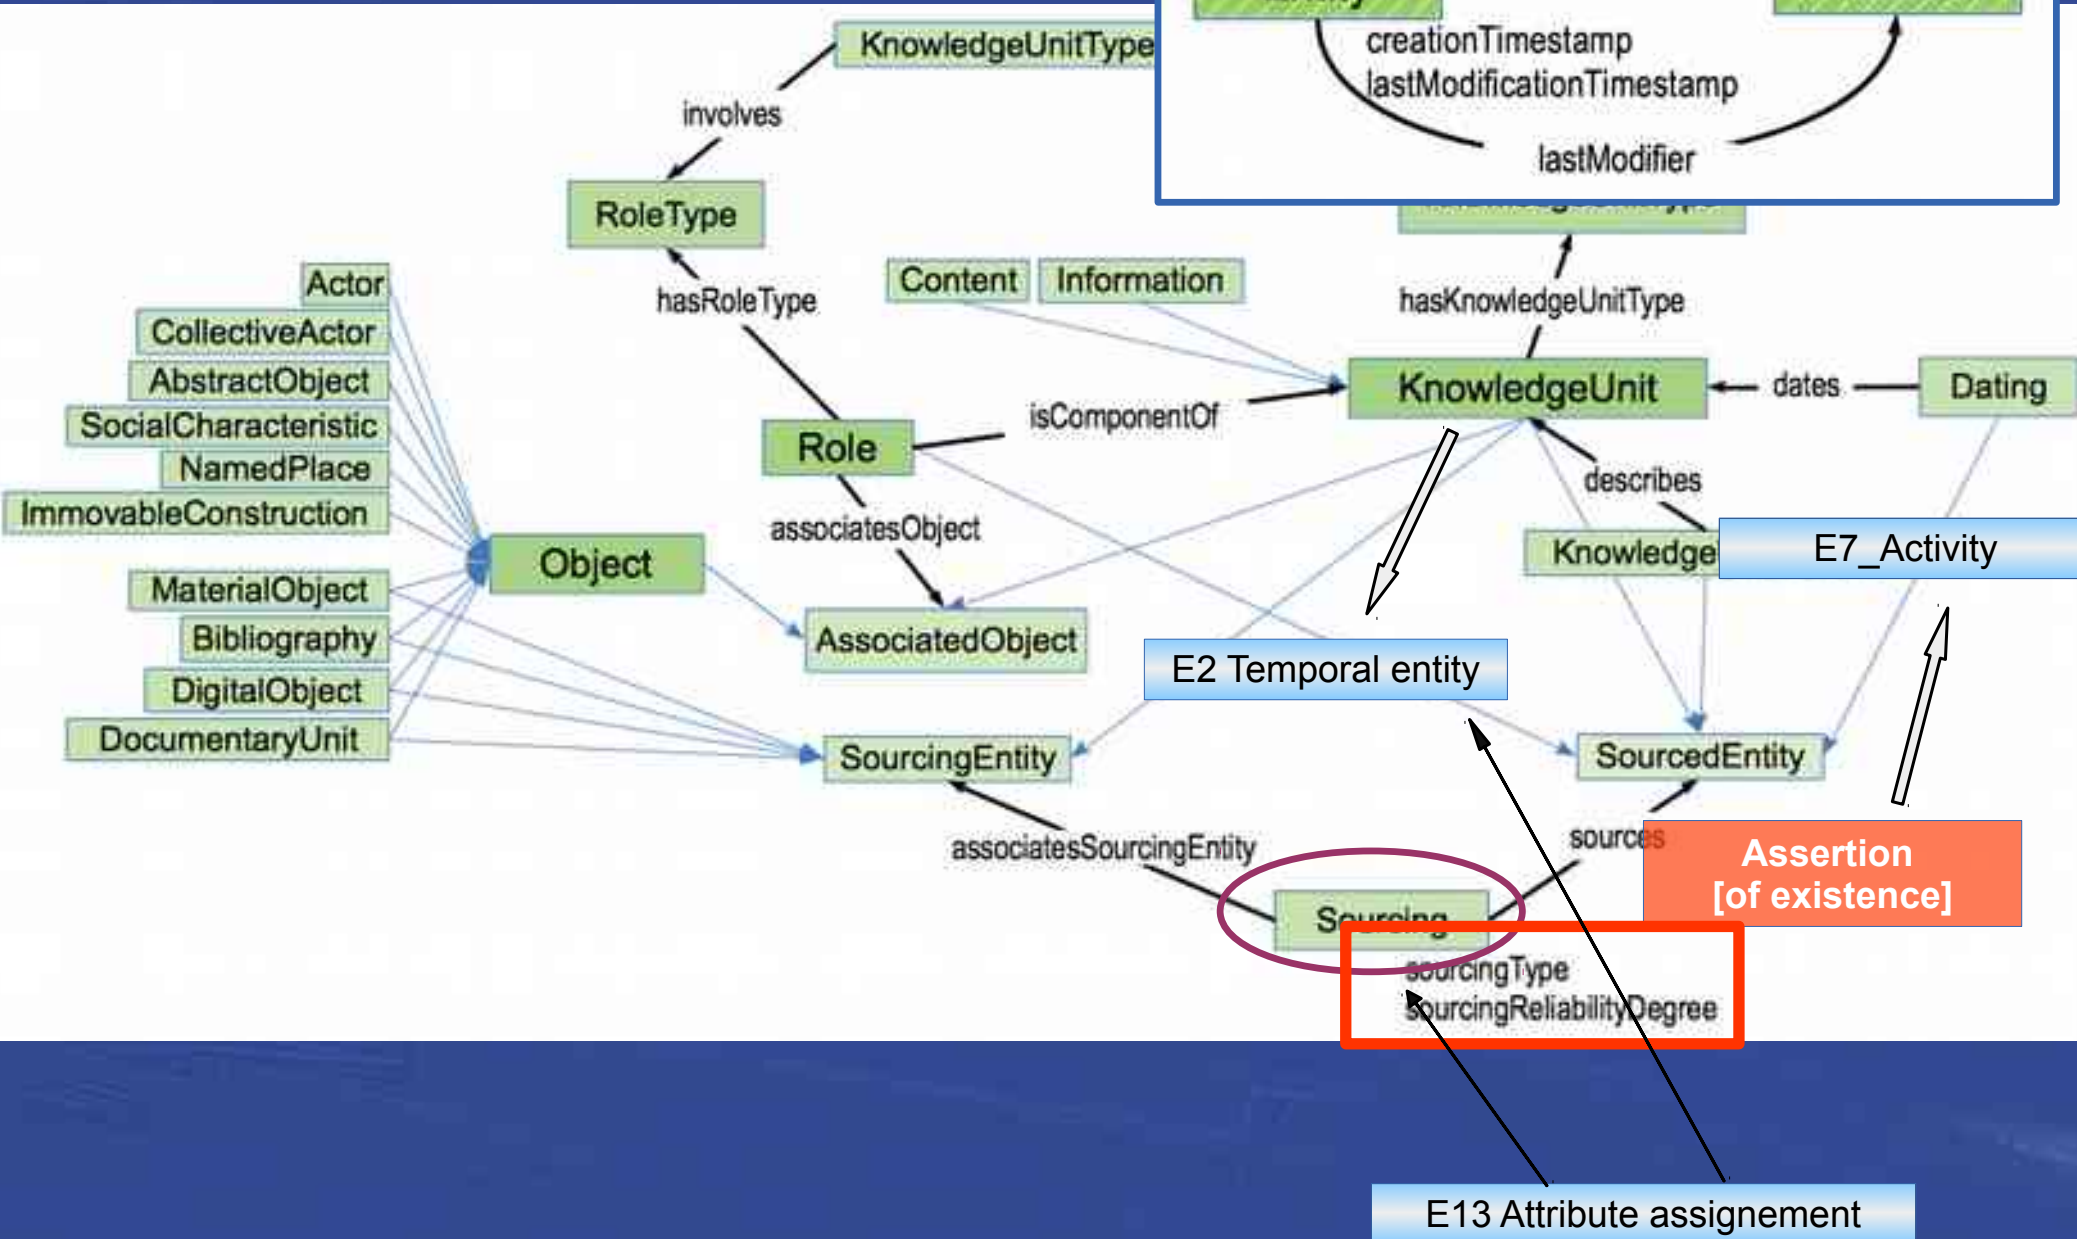 creationTimestamp
lastModificationTimestamp
lastModifier
KnowledgeUnitType
involves
RoleType
Actor
CollectiveActor
AbstractObject
SocialCharacteristic
NamedPlace
ImmovableConstruction
MaterialObject
Bibliography
DigitalObject
DocumentaryUnit
hasRoleType
Content
Information
hasKnowledgeUnitType
KnowledgeUnit
dates
Dating
isComponentOf
Role
describes
associatesObject
Object
Knowledge
E7_Activity
AssociatedObject
E2 Temporal entity
SourcingEntity
SourcedEntity
associatesSourcingEntity
sources
Assertion
[of existence]
Sourcing
sourcingType
sourcingReliabilityDegree
E13 Attribute assignement